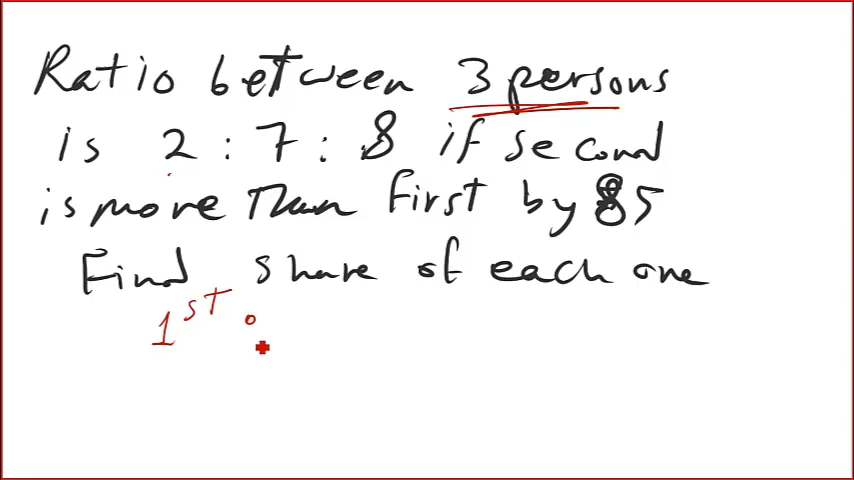 Ratio between 3 persons
is 2 : 7 : 8 if second
is more Than first by 85
Find share of each one
1st :